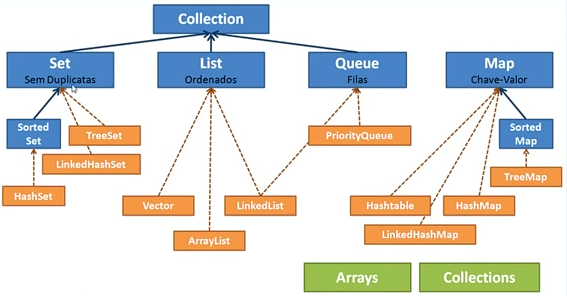 Collection
Set
Sem Duplicatas
List
Ordenados
Queue
Filas
Map
Chave-Valor
Sorted
Set
TreeSet
PriorityQueue
Sorted
Map
LinkedHashSet
TreeMap
HashSet
Vector
LinkedList
Hashtable
HashMap
ArrayList
LinkedHashMap
Arrays
Collections